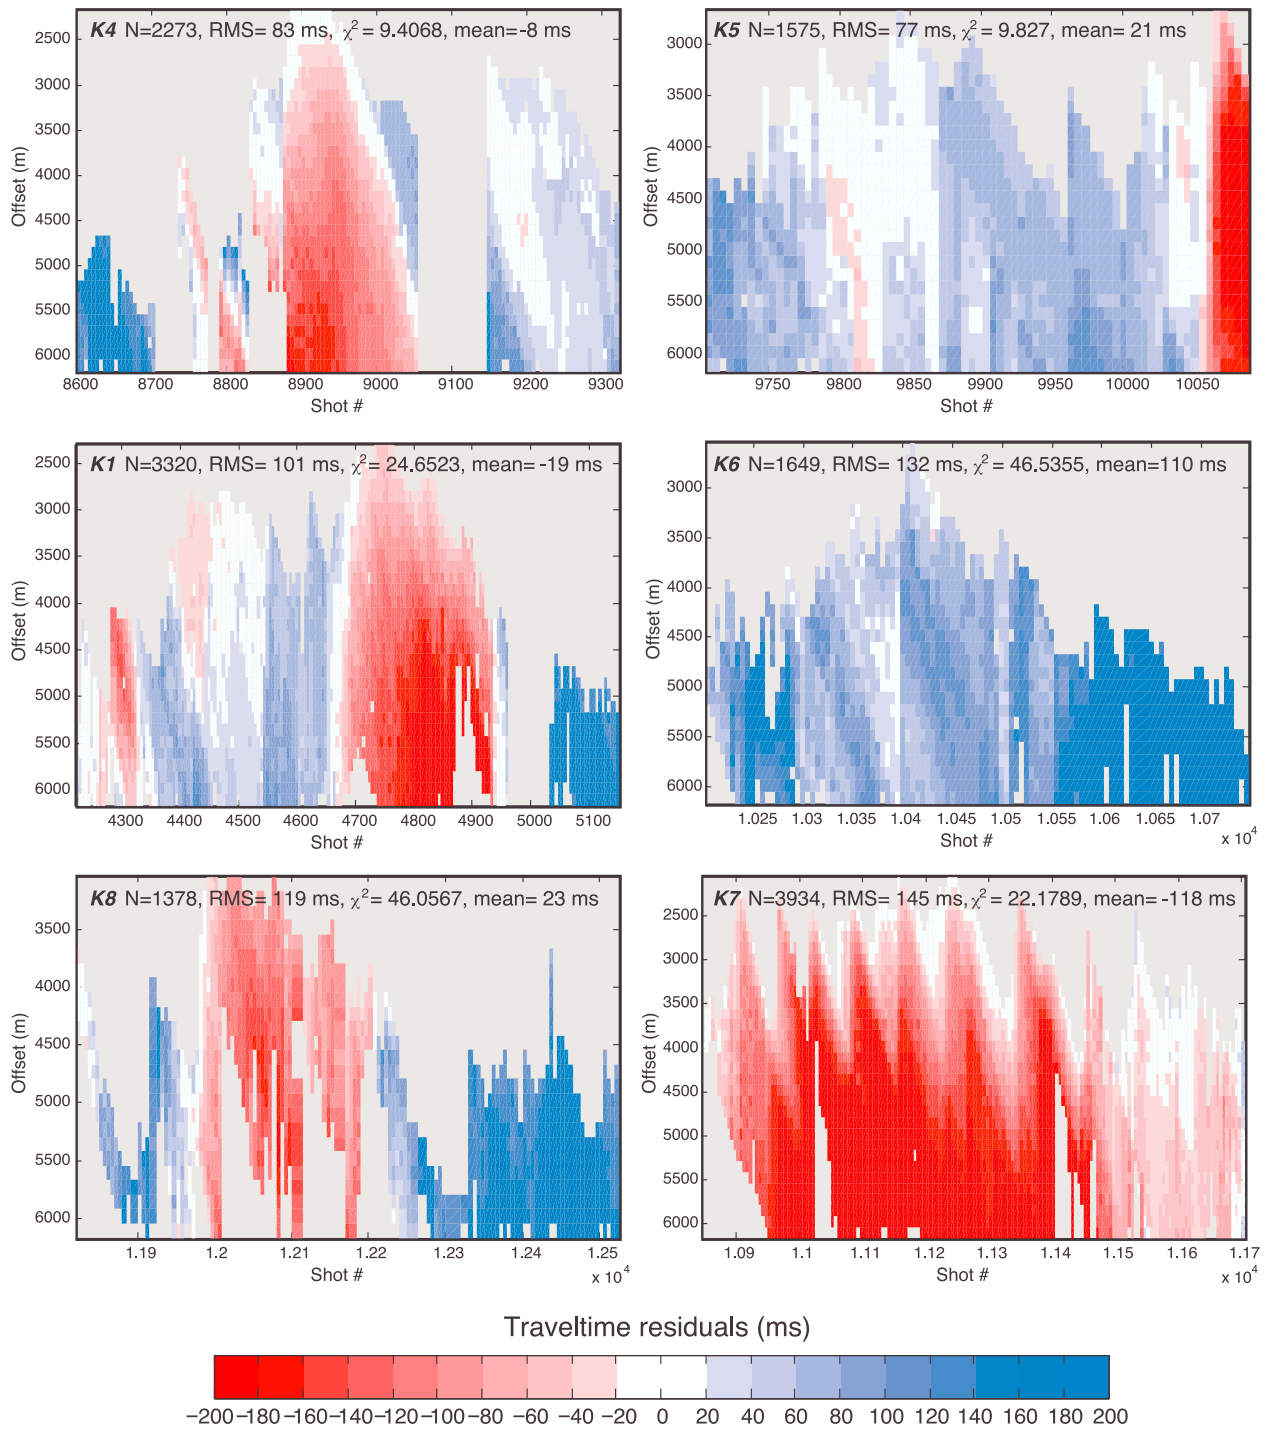 K4 N=2273, RMS= 83 ms, χ²= 9.4068, mean=-8 ms
2500
3000
3500
4000
4500
5000
5500
6000
Offset (m)
8600 8700 8800 8900 9000 9100 9200 9300
Shot #
K5 N=1575, RMS= 77 ms, χ²= 9.827, mean= 21 ms
3000
3500
4000
4500
5000
5500
6000
Offset (m)
9750 9800 9850 9900 9950 10000 10050
Shot #
K1 N=3320, RMS= 101 ms, χ²= 24.6523, mean= -19 ms
2500
3000
3500
4000
4500
5000
5500
6000
Offset (m)
4300 4400 4500 4600 4700 4800 4900 5000 5100
Shot #
K6 N=1649, RMS= 132 ms, χ²= 46.5355, mean=110 ms
3000
3500
4000
4500
5000
5500
6000
Offset (m)
1.025 1.03 1.035 1.04 1.045 1.05 1.055 1.06 1.065 1.07
Shot #
x 10⁴
K8 N=1378, RMS= 119 ms, χ²= 46.0567, mean= 23 ms
3500
4000
4500
5000
5500
6000
Offset (m)
1.19 1.2 1.21 1.22 1.23 1.24 1.25
Shot #
x 10⁴
K7 N=3934, RMS= 145 ms, χ²= 22.1789, mean= -118 ms
2500
3000
3500
4000
4500
5000
5500
6000
Offset (m)
1.09 1.1 1.11 1.12 1.13 1.14 1.15 1.16 1.17
Shot #
x 10⁴
Traveltime residuals (ms)
−200 −180 −160 −140 −120 −100 −80 −60 −40 −20 0 20 40 60 80 100 120 140 160 180 200